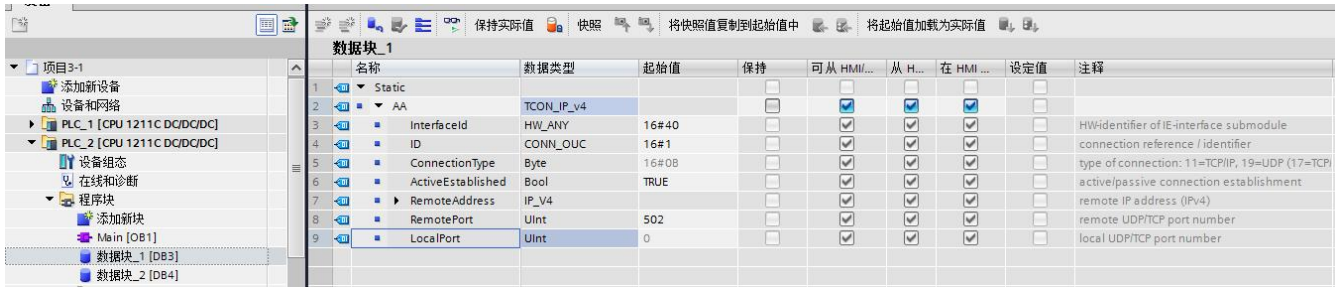 保持实际值 快照 将快照值复制到起始值中 将起始值加载为实际值
数据块_1
名称 数据类型 起始值 保持 可从 HMI/... 从 H... 在 HMI ... 设定值 注释
1 Static
2 AA TCON_IP_v4
3 InterfaceId HW_ANY 16#40 HW-identifier of IE-interface submodule
4 ID CONN_OUC 16#1 connection reference / identifier
5 ConnectionType Byte 16#0B type of connection: 11=TCP/IP, 19=UDP (17=TCP/
6 ActiveEstablished Bool TRUE active/passive connection establishment
7 RemoteAddress IP_V4 remote IP address (IPv4)
8 RemotePort UInt 502 remote UDP/TCP port number
9 LocalPort UInt 0 local UDP/TCP port number
项目3-1
添加新设备
设备和网络
PLC_1 [CPU 1211C DC/DC/DC]
PLC_2 [CPU 1211C DC/DC/DC]
设备组态
在线和诊断
程序块
添加新块
Main [OB1]
数据块_1 [DB3]
数据块_2 [DB4]